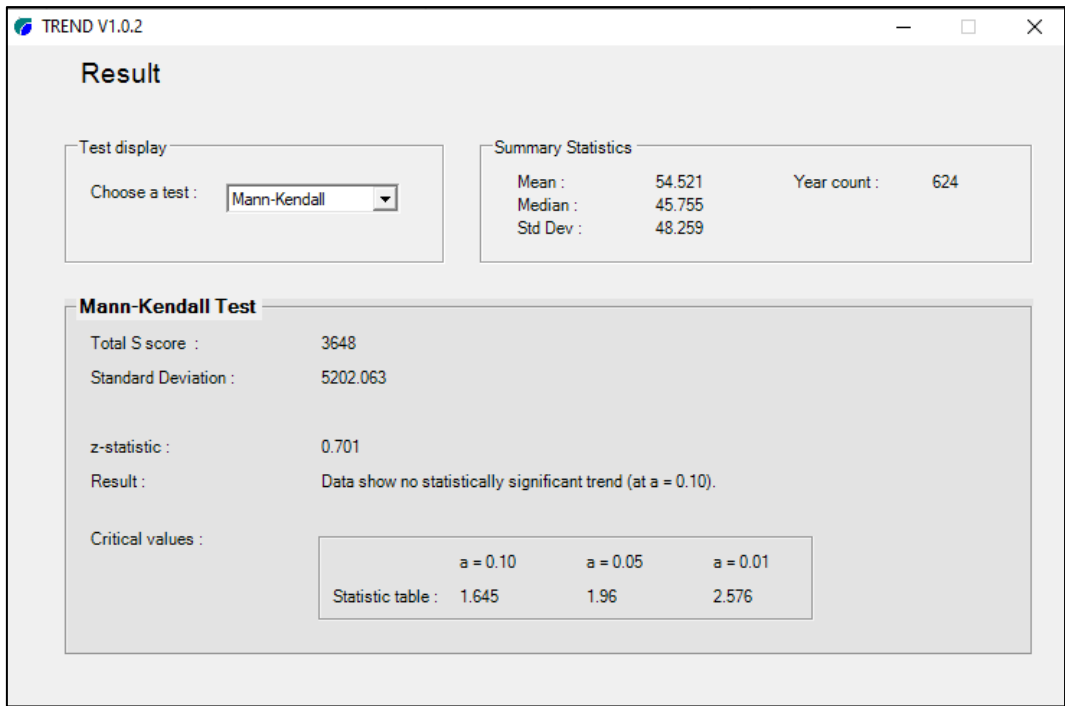 TREND V1.0.2
Result
Test display
Choose a test :
Mann-Kendall
Summary Statistics
Mean : 54.521 Year count : 624
Median : 45.755
Std Dev : 48.259
Mann-Kendall Test
Total S score : 3648
Standard Deviation : 5202.063
z-statistic : 0.701
Result : Data show no statistically significant trend (at a = 0.10).
Critical values :
a = 0.10 a = 0.05 a = 0.01
Statistic table : 1.645 1.96 2.576